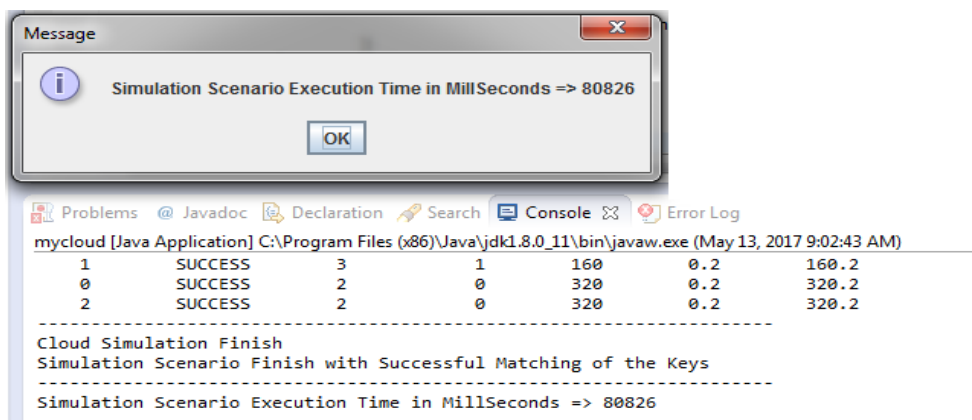 Message
Simulation Scenario Execution Time in MillSeconds => 80826
OK
Problems @ Javadoc Declaration Search Console Error Log
mycloud [Java Application] C:\Program Files (x86)\Java\jdk1.8.0_11\bin\javaw.exe (May 13, 2017 9:02:43 AM)
1 SUCCESS 3 1 160 0.2 160.2
0 SUCCESS 2 0 320 0.2 320.2
2 SUCCESS 2 0 320 0.2 320.2
--------------------------------------------------------------------
Cloud Simulation Finish
Simulation Scenario Finish with Successful Matching of the Keys
--------------------------------------------------------------------
Simulation Scenario Execution Time in MillSeconds => 80826